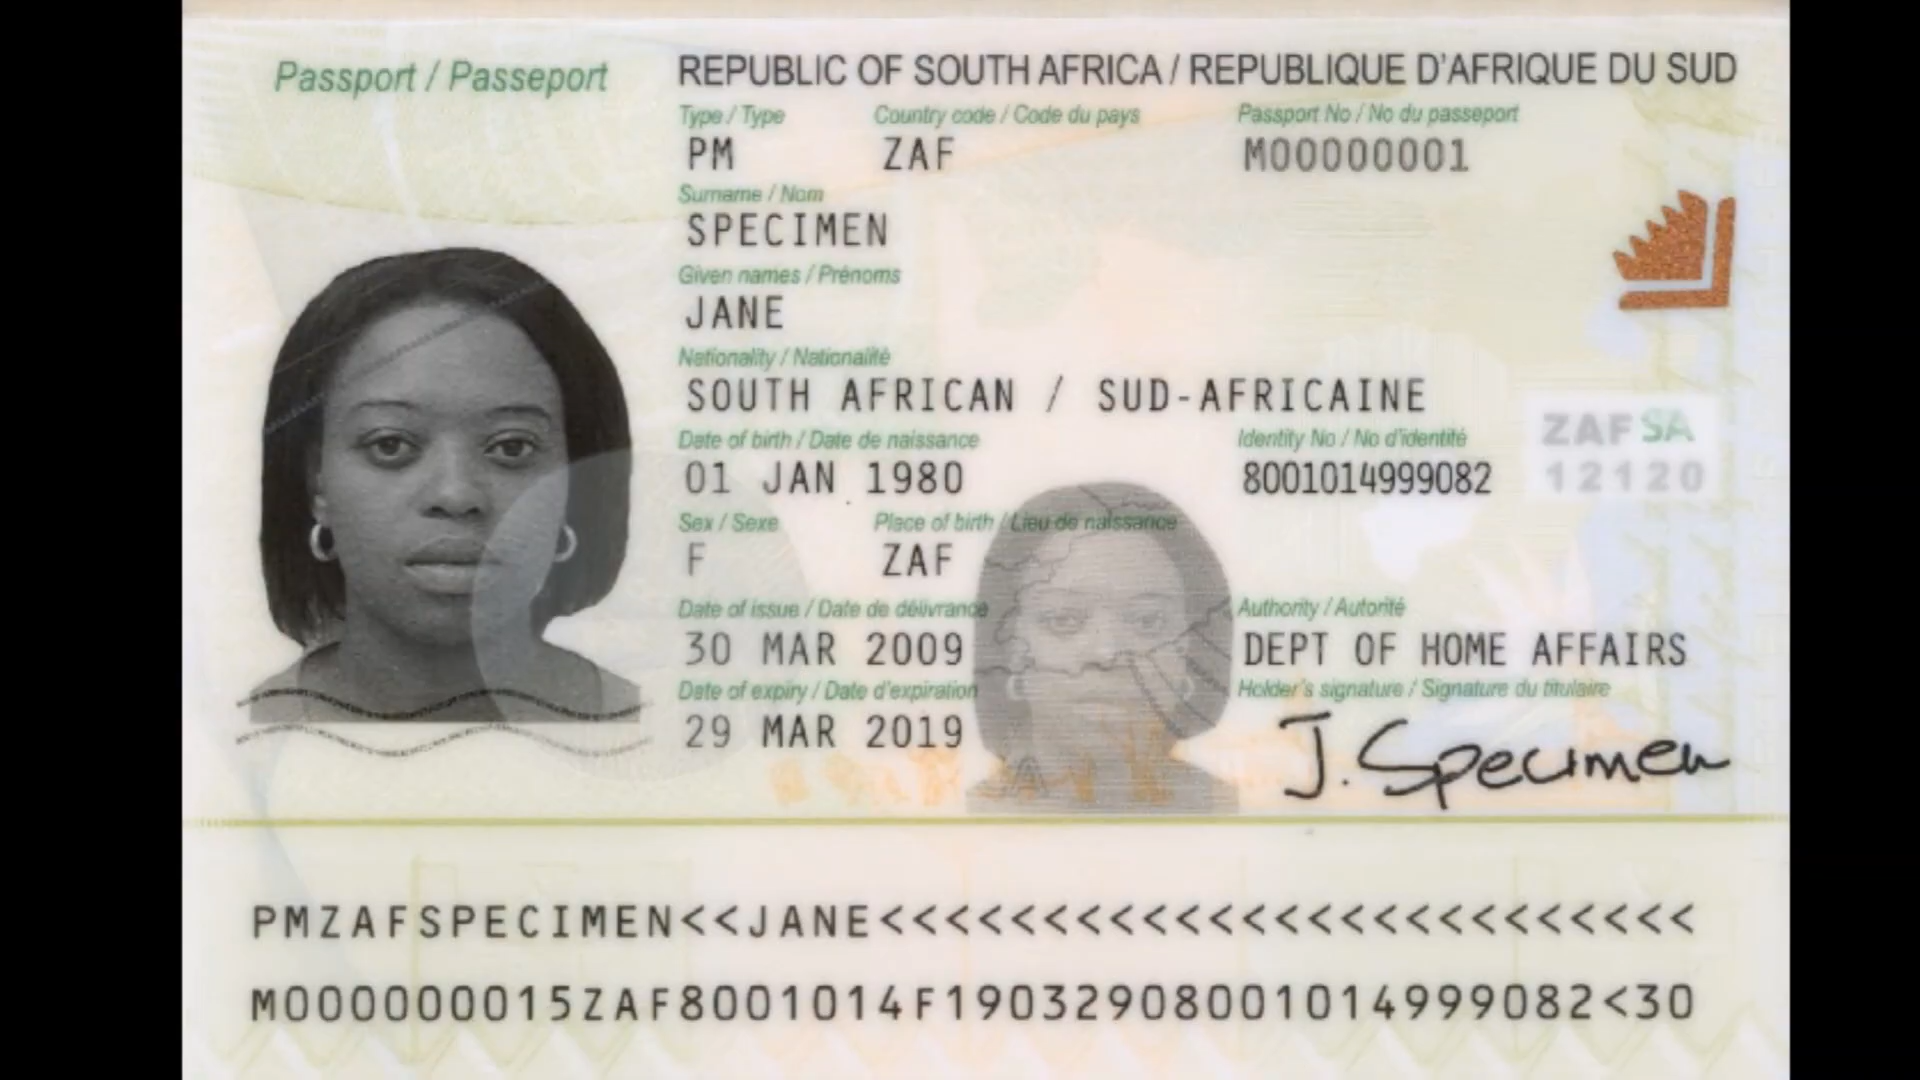 Passport / Passeport
REPUBLIC OF SOUTH AFRICA / REPUBLIQUE D'AFRIQUE DU SUD
Type / Type Country code / Code du pays Passport No / No du passeport
PM ZAF M00000001
Surname / Nom
SPECIMEN
Given names / Prénoms
JANE
Nationality / Nationalité
SOUTH AFRICAN / SUD-AFRICAINE
Date of birth / Date de naissance Identity No / No d'identité
01 JAN 1980 8001014999082
ZAF SA
12120
Sex / Sexe Place of birth / Lieu de naissance
F ZAF
Date of issue / Date de délivrance Authority / Autorité
30 MAR 2009 DEPT OF HOME AFFAIRS
Date of expiry / Date d'expiration Holder's signature / Signature du titulaire
29 MAR 2019 J. Specimen
PMZAFSPECIMEN<<JANE<<<<<<<<<<<<<<<<<<<<<<<<<
M000000015ZAF8001014F19032908001014999082<30